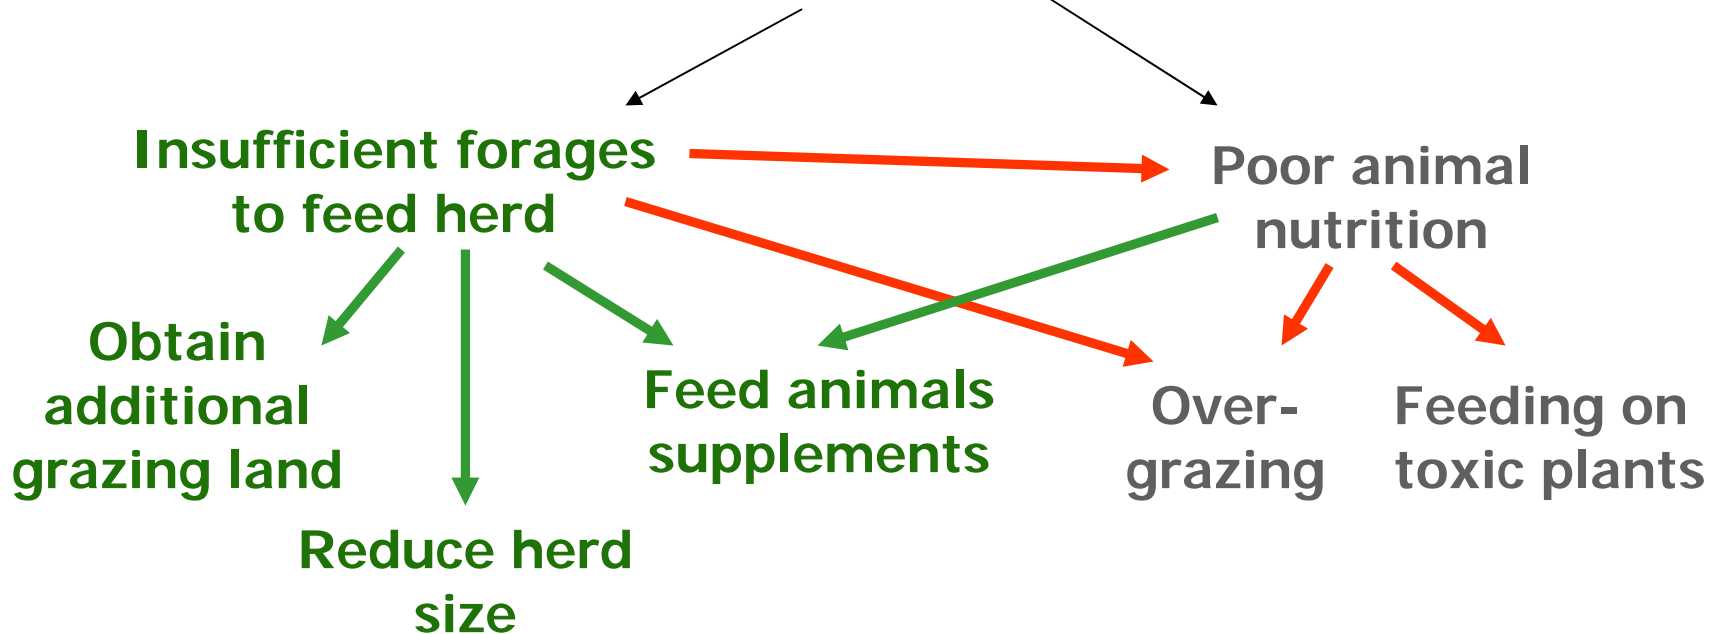 Insufficient forages
to feed herd
Poor animal
nutrition
Obtain
additional
grazing land
Reduce herd
size
Feed animals
supplements
Over-
grazing
Feeding on
toxic plants